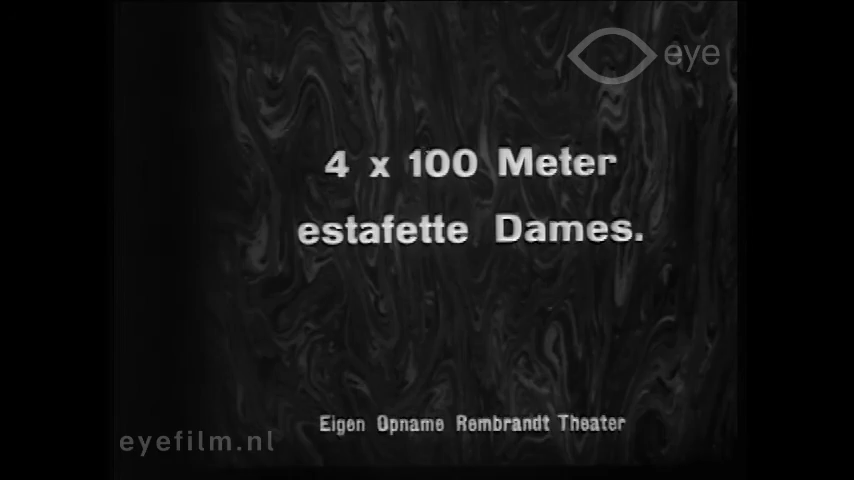 eye
4 x 100 Meter
estafette Dames.
Eigen Opname Rembrandt Theater
eyefilm.nl